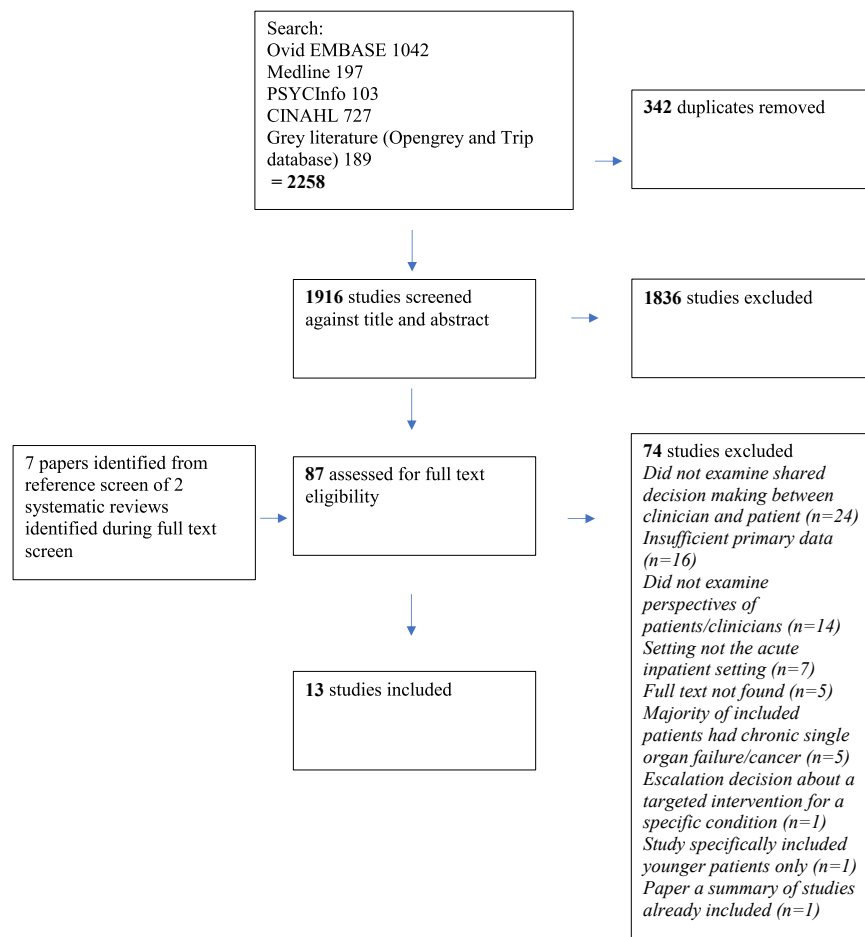 Search:
Ovid EMBASE 1042
Medline 197
PSYCInfo 103
CINAHL 727
Grey literature (Opengrey and Trip
database) 189
= 2258
342 duplicates removed
1916 studies screened
against title and abstract
1836 studies excluded
7 papers identified from
reference screen of 2
systematic reviews
identified during full text
screen
87 assessed for full text
eligibility
74 studies excluded
Did not examine shared
decision making between
clinician and patient (n=24)
Insufficient primary data
(n=16)
Did not examine
perspectives of
patients/clinicians (n=14)
Setting not the acute
inpatient setting (n=7)
Full text not found (n=5)
Majority of included
patients had chronic single
organ failure/cancer (n=5)
Escalation decision about a
targeted intervention for a
specific condition (n=1)
Study specifically included
younger patients only (n=1)
Paper a summary of studies
already included (n=1)
13 studies included